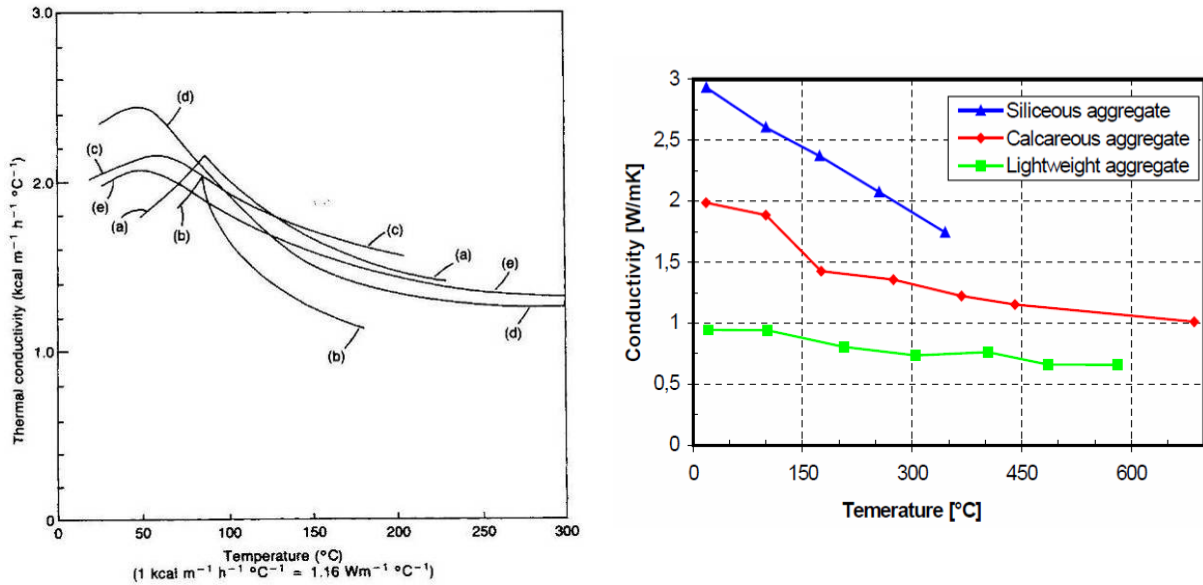 3.0
2.0
1.0
0
Thermal conductivity (kcal m⁻¹ h⁻¹ °C⁻¹)
(d)
(c)
(e)
(a)
(b)
(c)
(a)
(e)
(d)
(b)
0 50 100 150 200 250 300
Temperature (°C)
(1 kcal m⁻¹ h⁻¹ °C⁻¹ = 1.16 Wm⁻¹ °C⁻¹)
3
2,5
2
1,5
1
0,5
0
Conductivity [W/mK]
Siliceous aggregate
Calcareous aggregate
Lightweight aggregate
0 150 300 450 600
Temerature [°C]